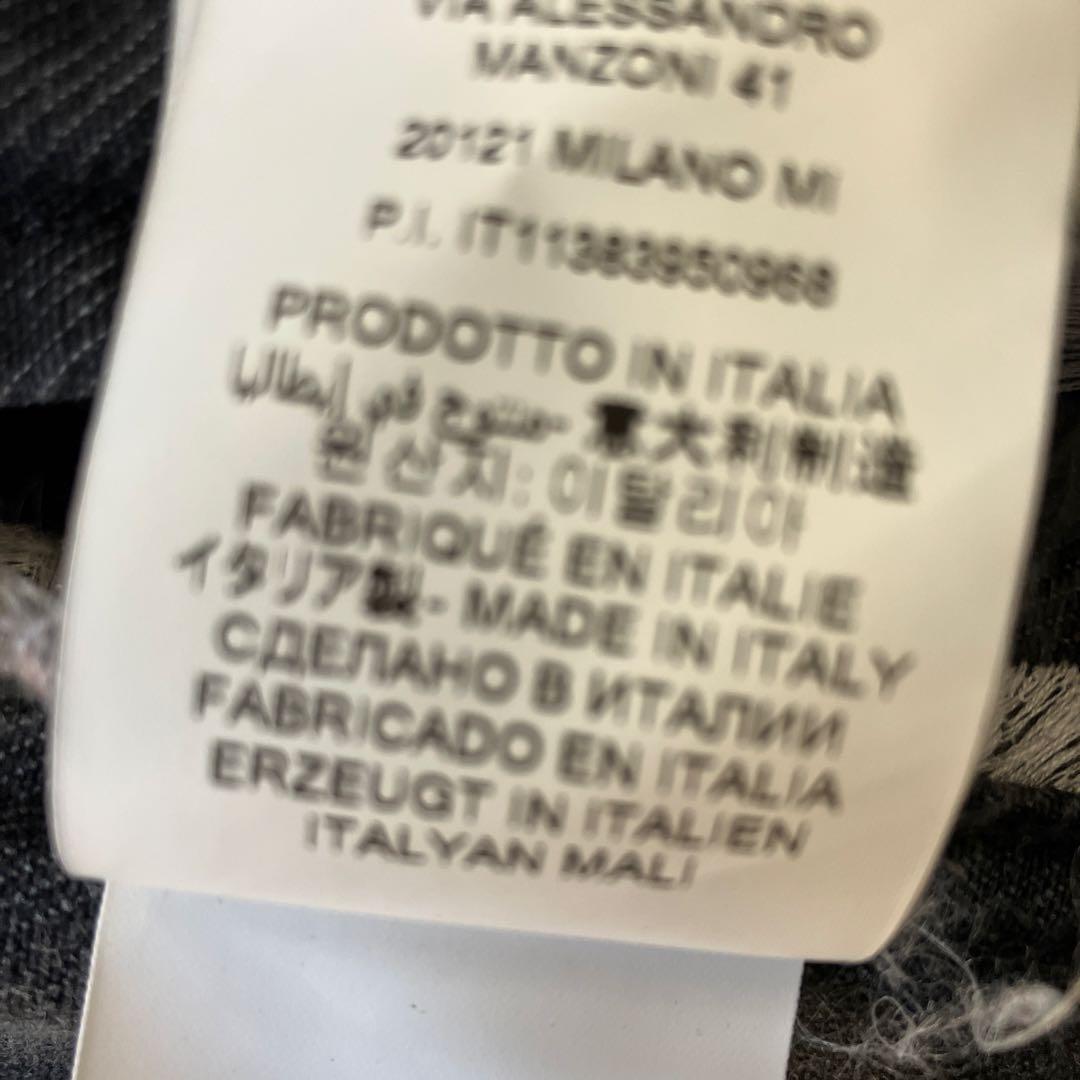 VIA ALESSANDRO
MANZONI 41
20121 MILANO MI
P.I. IT11383950968
PRODOTTO IN ITALIA
منتوج في إيطاليا- 意大利制造
원산지: 이탈리아
FABRIQUÉ EN ITALIE
イタリア製- MADE IN ITALY
СДЕЛАНО В ИТАЛИИ
FABRICADO EN ITALIA
ERZEUGT IN ITALIEN
ITALYAN MALI